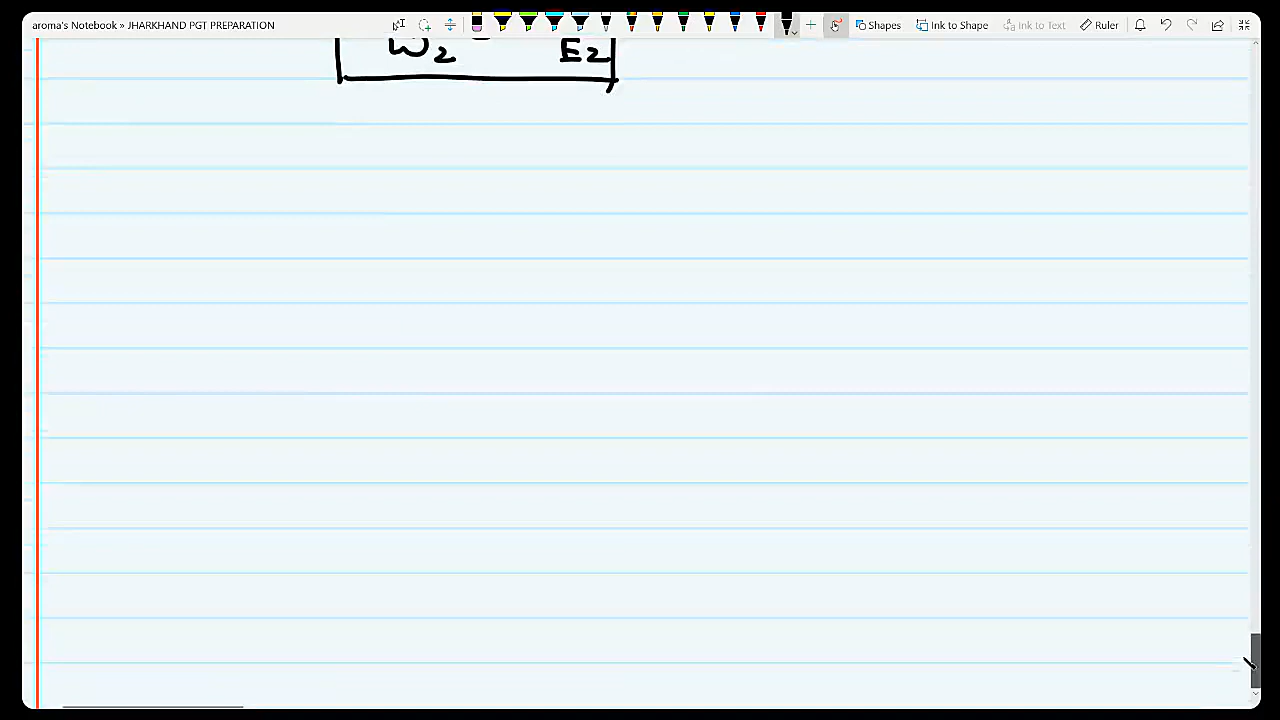 aroma's Notebook » JHARKHAND PGT PREPARATION
Shapes
Ink to Shape
Ink to Text
Ruler
W2 E2